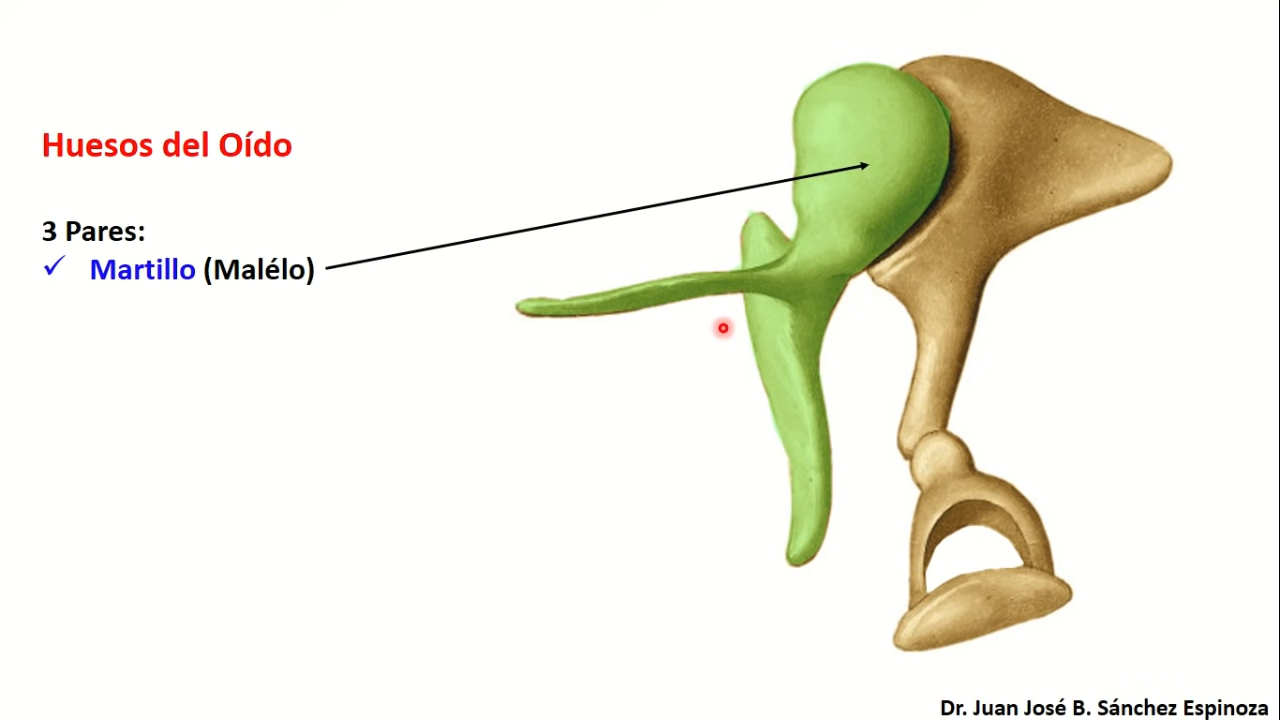 Huesos del Oído
3 Pares:
✓ Martillo (Malélo)
Dr. Juan José B. Sánchez Espinoza